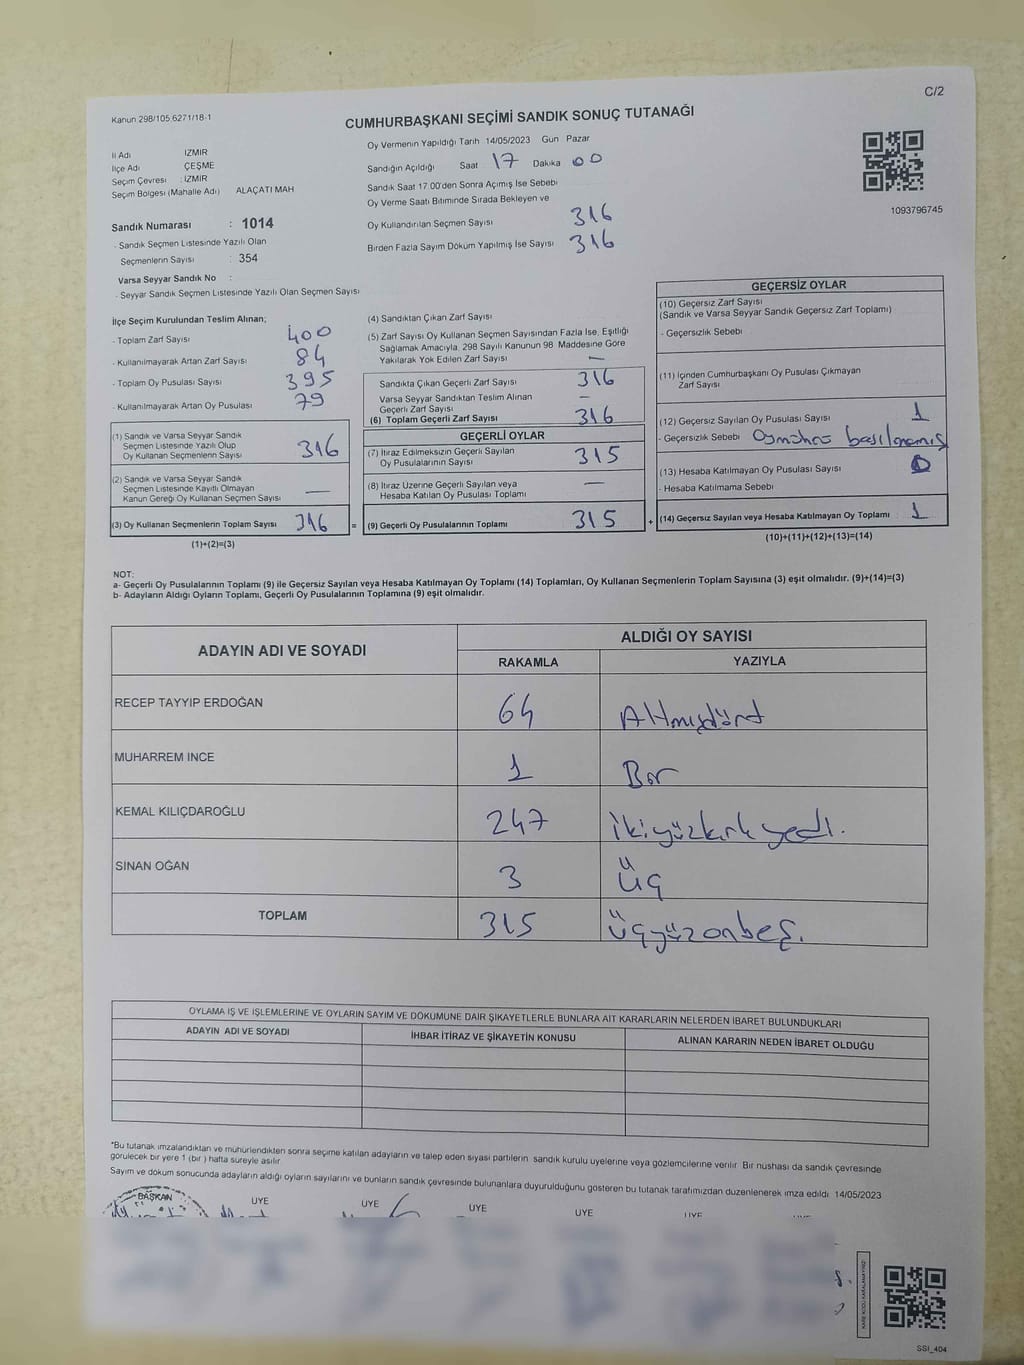 C/2
Kanun 298/105 6271/18-1
CUMHURBAŞKANI SEÇİMİ SANDIK SONUÇ TUTANAĞI
İl Adı İZMİR
İlçe Adı ÇEŞME
Seçim Çevresi : İZMİR
Seçim Bölgesi (Mahalle Adı) ALAÇATI MAH
Oy Vermenin Yapıldığı Tarih 14/05/2023 Gün Pazar
Sandığın Açıldığı Saat 17 Dakika 00
Sandık Saat 17 00'den Sonra Açılmış İse Sebebi
Oy Verme Saati Bitiminde Sırada Bekleyen ve
Oy Kullandırılan Seçmen Sayısı 316
Birden Fazla Sayım Döküm Yapılmış İse Sayısı 316
1093796745
Sandık Numarası : 1014
- Sandık Seçmen Listesinde Yazılı Olan
Seçmenlerin Sayısı : 354
Varsa Seyyar Sandık No :
- Seyyar Sandık Seçmen Listesinde Yazılı Olan Seçmen Sayısı
İlçe Seçim Kurulundan Teslim Alınan;
- Toplam Zarf Sayısı 400
- Kullanılmayarak Artan Zarf Sayısı 84
- Toplam Oy Pusulası Sayısı 395
- Kullanılmayarak Artan Oy Pusulası 79
(1) Sandık ve Varsa Seyyar Sandık
Seçmen Listesinde Yazılı Olup
Oy Kullanan Seçmenlerin Sayısı 316
(2) Sandık ve Varsa Seyyar Sandık
Seçmen Listesinde Kayıtlı Olmayan
Kanun Gereği Oy Kullanan Seçmen Sayısı —
(3) Oy Kullanan Seçmenlerin Toplam Sayısı 316 =
(1)+(2)=(3)
(4) Sandıktan Çıkan Zarf Sayısı
(5) Zarf Sayısı Oy Kullanan Seçmen Sayısından Fazla İse, Eşitliği
Sağlamak Amacıyla, 298 Sayılı Kanunun 98 Maddesine Göre
Yakılarak Yok Edilen Zarf Sayısı —
Sandıkta Çıkan Geçerli Zarf Sayısı 316
Varsa Seyyar Sandıktan Teslim Alınan
Geçerli Zarf Sayısı —
(6) Toplam Geçerli Zarf Sayısı 316
GEÇERLİ OYLAR
(7) İtiraz Edilmeksizin Geçerli Sayılan
Oy Pusulalarının Sayısı 315
(8) İtiraz Üzerine Geçerli Sayılan veya
Hesaba Katılan Oy Pusulası Toplamı —
(9) Geçerli Oy Pusulalarının Toplamı 315 +
GEÇERSİZ OYLAR
(10) Geçersiz Zarf Sayısı
(Sandık ve Varsa Seyyar Sandık Geçersiz Zarf Toplamı)
- Geçersizlik Sebebi
(11) İçinden Cumhurbaşkanı Oy Pusulası Çıkmayan
Zarf Sayısı
(12) Geçersiz Sayılan Oy Pusulası Sayısı 1
- Geçersizlik Sebebi
(13) Hesaba Katılmayan Oy Pusulası Sayısı 0
- Hesaba Katılmama Sebebi
(14) Geçersiz Sayılan veya Hesaba Katılmayan Oy Toplamı 1
(10)+(11)+(12)+(13)=(14)
NOT:
a- Geçerli Oy Pusulalarının Toplamı (9) ile Geçersiz Sayılan veya Hesaba Katılmayan Oy Toplamı (14) Toplamları, Oy Kullanan Seçmenlerin Toplam Sayısına (3) eşit olmalıdır. (9)+(14)=(3)
b- Adayların Aldığı Oyların Toplamı, Geçerli Oy Pusulalarının Toplamına (9) eşit olmalıdır.
ADAYIN ADI VE SOYADI ALDIĞI OY SAYISI
RAKAMLA YAZIYLA
RECEP TAYYIP ERDOĞAN 64 Altmışdört
MUHARREM İNCE 1 Bir
KEMAL KILIÇDAROĞLU 247 ikiyüzkırkyedi.
SİNAN OĞAN 3 Üç
TOPLAM 315 Üçyüzonbeş.
OYLAMA İŞ VE İŞLEMLERİNE VE OYLARIN SAYIM VE DÖKÜMÜNE DAİR ŞİKAYETLERLE BUNLARA AİT KARARLARIN NELERDEN İBARET BULUNDUKLARI
ADAYIN ADI VE SOYADI İHBAR İTİRAZ VE ŞİKAYETİN KONUSU ALINAN KARARIN NEDEN İBARET OLDUĞU
*Bu tutanak imzalandıktan ve mühürlendikten sonra seçime katılan adayların ve talep eden siyasi partilerin sandık kurulu üyelerine veya gözlemcilerine verilir. Bir nüshası da sandık çevresinde
görülecek bir yere 1 (bir) hafta süreyle asılır
Sayım ve döküm sonucunda adayların aldığı oyların sayılarını ve bunların sandık çevresinde bulunanlara duyurulduğunu gösteren bu tutanak tarafımızdan düzenlenerek imza edildi 14/05/2023
BAŞKAN ÜYE ÜYE ÜYE ÜYE ÜYE
SSI_404